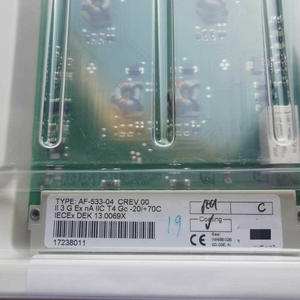 TYPE: AF-533-04 CREV.00
II 3 G Ex nA IIC T4 Gc -20/+70C
IECEx DEK 13.0069X
19
Coating
C
17238011